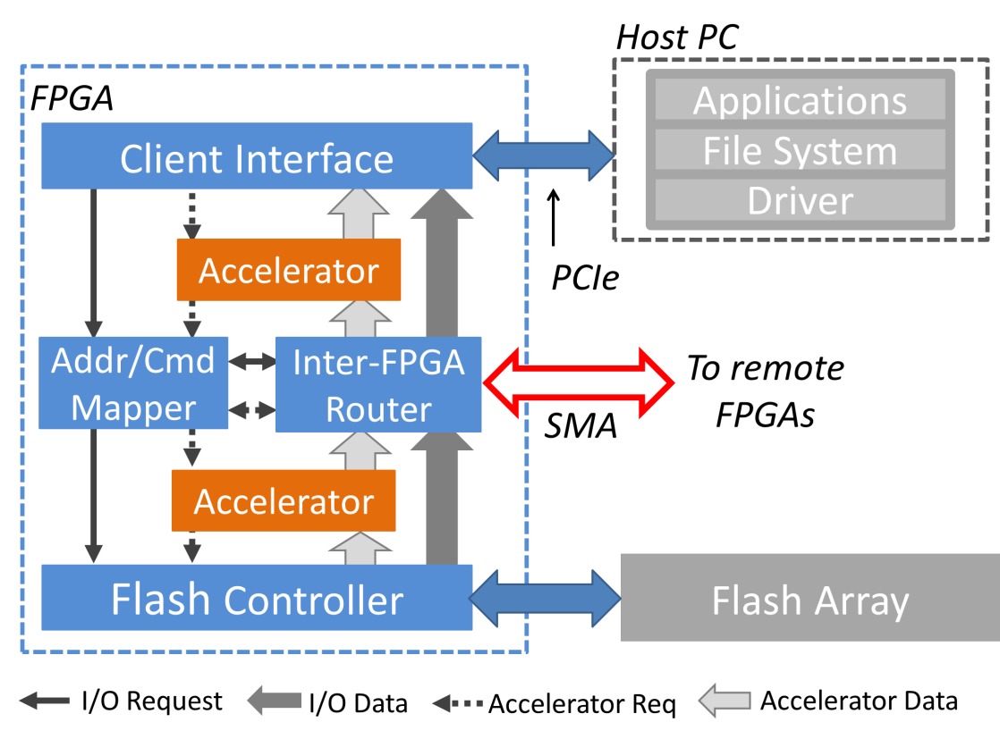 Host PC
FPGA
Applications
File System
Driver
Client Interface
PCIe
Accelerator
Addr/Cmd
Mapper
Inter-FPGA
Router
To remote
FPGAs
SMA
Accelerator
Flash Controller
Flash Array
I/O Request
I/O Data
Accelerator Req
Accelerator Data